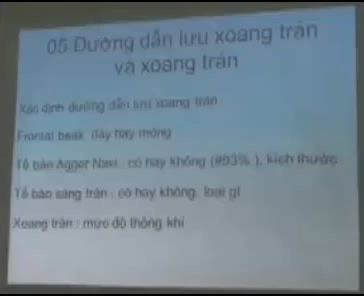 05 Đường dẫn lưu xoang trán
và xoang trán
Xác định đường dẫn lưu xoang trán
Frontal beak: dày hay mỏng
Tế bào Agger Nasi : có hay không (#93% ), kích thước
Tế bào sàng trán : có hay không, loại gì
Xoang trán : mức độ thông khí